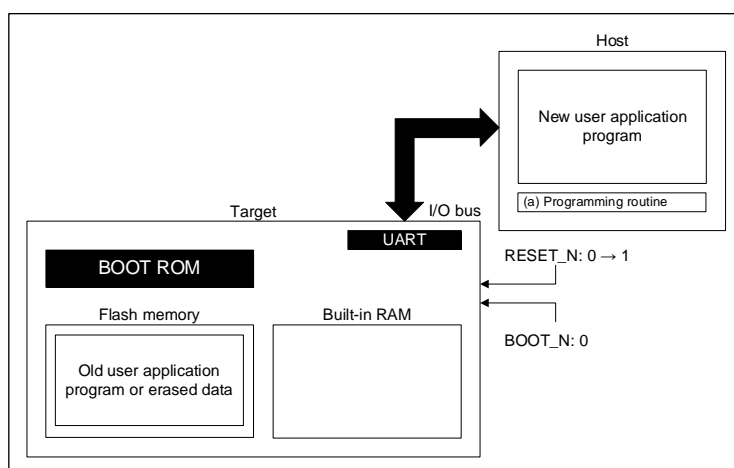 Host
New user application
program
(a) Programming routine
Target
I/O bus
UART
BOOT ROM
RESET_N: 0 → 1
Flash memory
Built-in RAM
BOOT_N: 0
Old user application
program or erased data